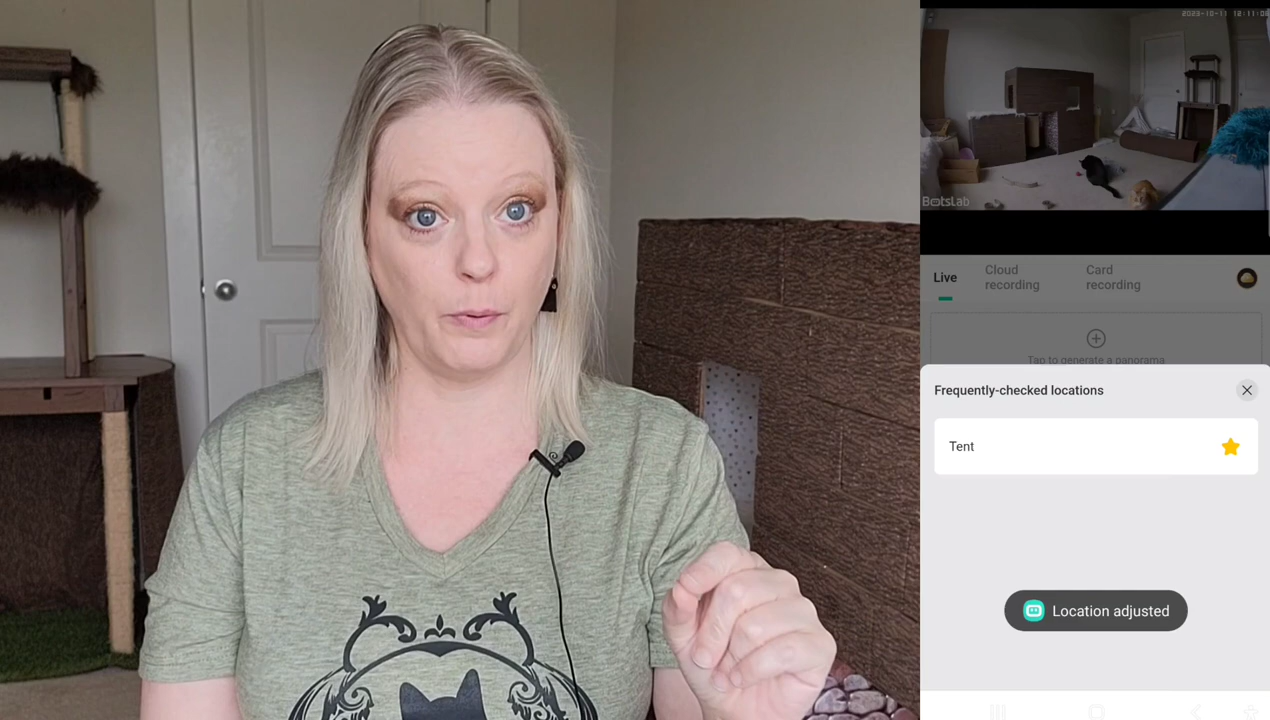 2023-10-11 12:11:08
BotsLab
Live
Cloud
recording
Card
recording
Tap to generate a panorama
Frequently-checked locations
Tent
Location adjusted